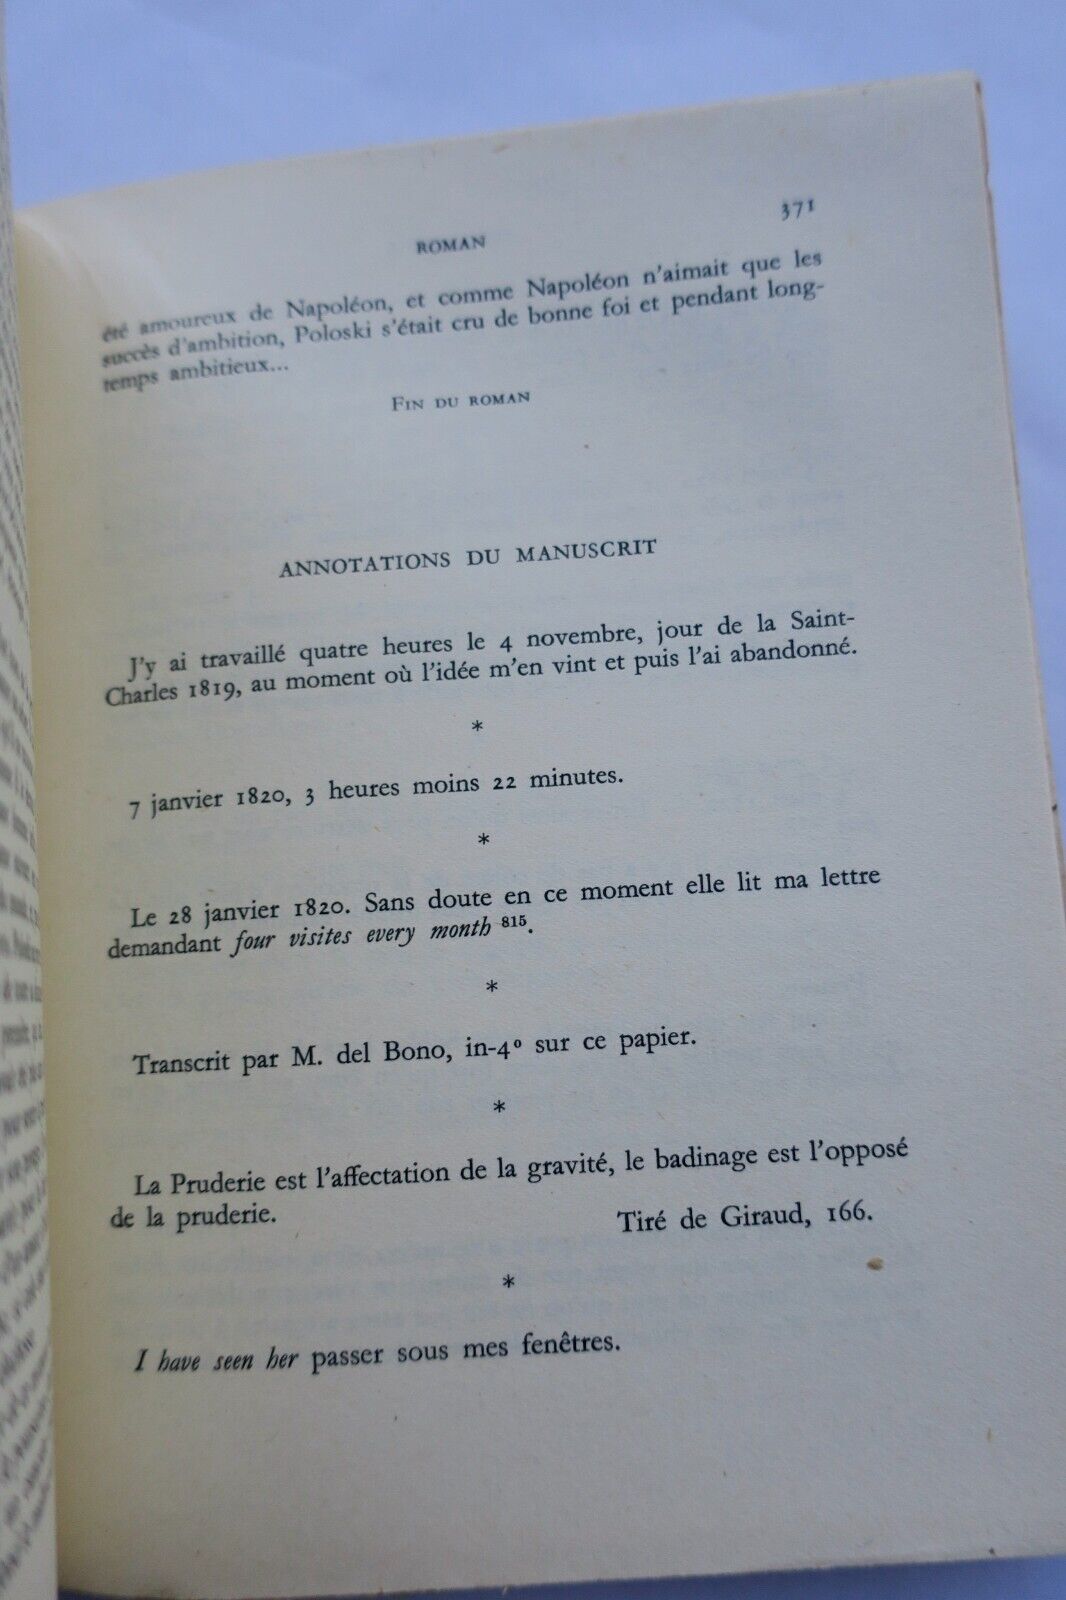 ROMAN 371
été amoureux de Napoléon, et comme Napoléon n'aimait que les
succès d'ambition, Poloski s'était cru de bonne foi et pendant long-
temps ambitieux...
FIN DU ROMAN
ANNOTATIONS DU MANUSCRIT
J'y ai travaillé quatre heures le 4 novembre, jour de la Saint-
Charles 1819, au moment où l'idée m'en vint et puis l'ai abandonné.
*
7 janvier 1820, 3 heures moins 22 minutes.
*
Le 28 janvier 1820. Sans doute en ce moment elle lit ma lettre
demandant four visites every month 815.
*
Transcrit par M. del Bono, in-4° sur ce papier.
*
La Pruderie est l'affectation de la gravité, le badinage est l'opposé
de la pruderie.
Tiré de Giraud, 166.
*
I have seen her passer sous mes fenêtres.